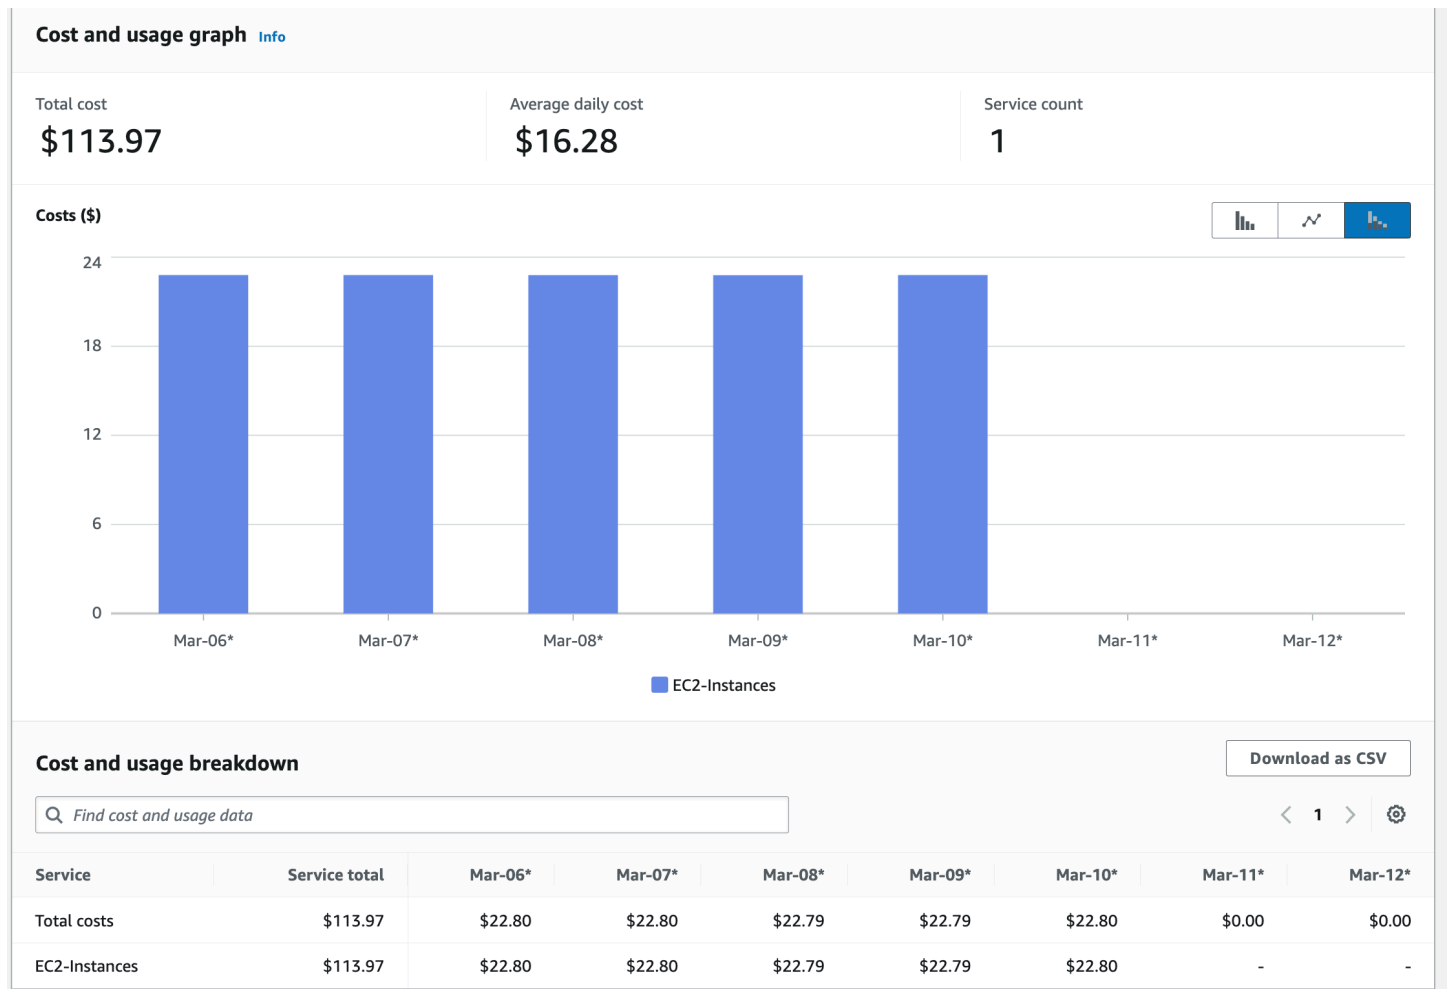 Cost and usage graph Info
Total cost Average daily cost Service count
$113.97 $16.28 1
Costs ($)
24
18
12
6
0
Mar-06* Mar-07* Mar-08* Mar-09* Mar-10* Mar-11* Mar-12*
EC2-Instances
Cost and usage breakdown Download as CSV
Find cost and usage data 1
Service Service total Mar-06* Mar-07* Mar-08* Mar-09* Mar-10* Mar-11* Mar-12*
Total costs $113.97 $22.80 $22.80 $22.79 $22.79 $22.80 $0.00 $0.00
EC2-Instances $113.97 $22.80 $22.80 $22.79 $22.79 $22.80 - -